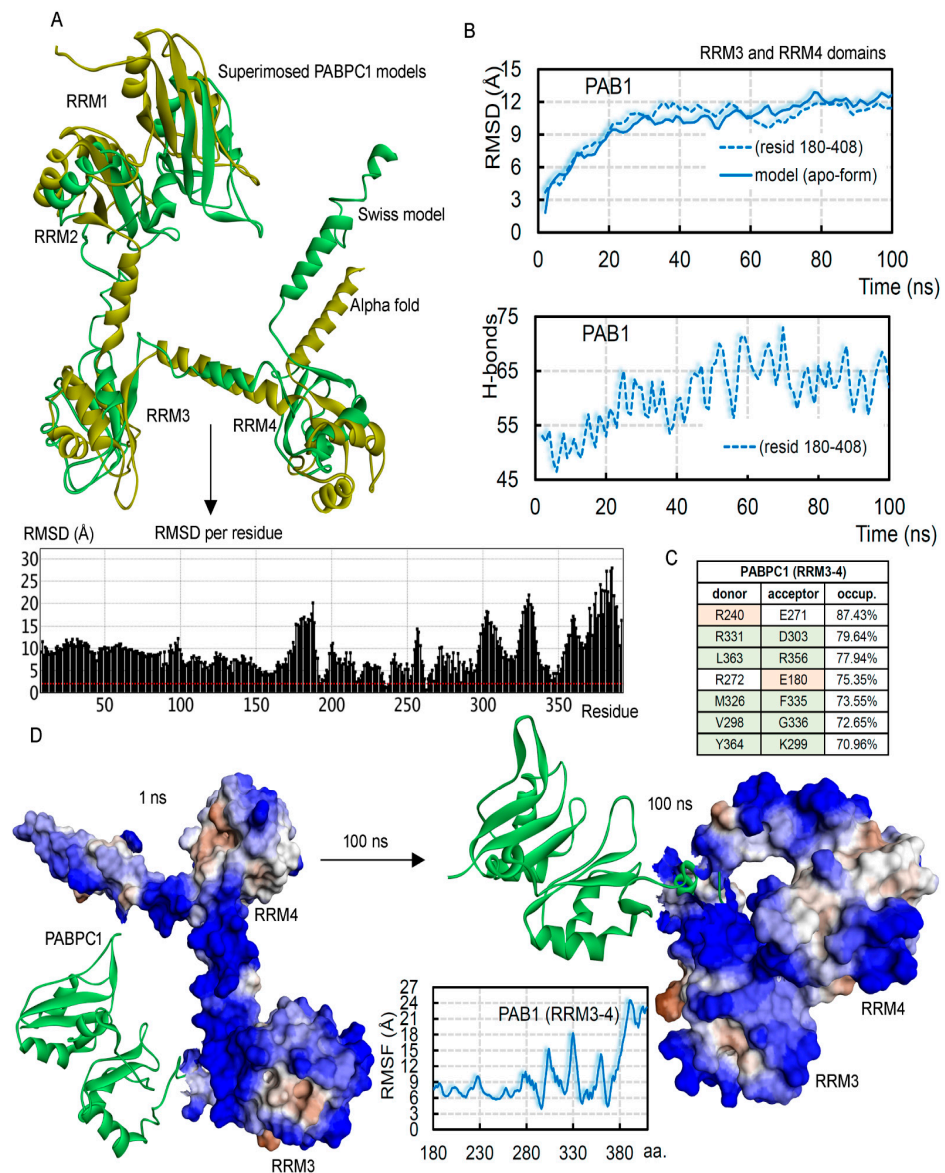 A
Superimosed PABPC1 models
RRM1
RRM2
Swiss model
Alpha fold
RRM3
RRM4
RMSD (Å)
RMSD per residue
30
25
20
15
10
5
0
50
100
150
200
250
300
350
Residue
B
RRM3 and RRM4 domains
PAB1
RMSD (Å)
15
12
9
6
3
0
(resid 180-408)
model (apo-form)
0 20 40 60 80 100
Time (ns)
PAB1
H-bonds
75
65
55
45
(resid 180-408)
0 20 40 60 80 100
Time (ns)
C
PABPC1 (RRM3-4)
donor acceptor occup.
R240 E271 87.43%
R331 D303 79.64%
L363 R356 77.94%
R272 E180 75.35%
M326 F335 73.55%
V298 G336 72.65%
Y364 K299 70.96%
D
1 ns
100 ns
100 ns
RRM4
PABPC1
RRM3
RRM4
RRM3
PAB1 (RRM3-4)
RMSF (Å)
27
24
21
18
15
12
9
6
3
0
180 230 280 330 380 aa.